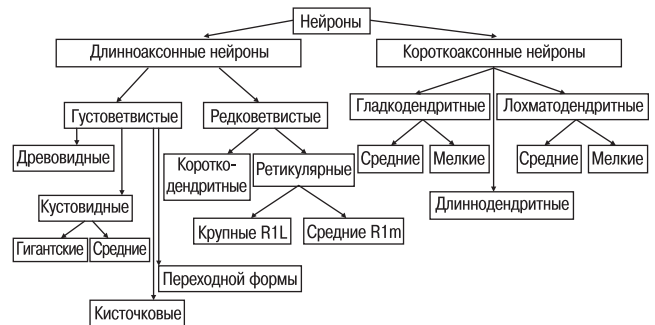 Нейроны
Длинноаксонные нейроны
Короткоаксонные нейроны
Густоветвистые
Редковетвистые
Гладкодендритные
Лохматодендритные
Древовидные
Коротко-
дендритные
Ретикулярные
Средние
Мелкие
Средние
Мелкие
Кустовидные
Длиннодендритные
Крупные R1L
Средние R1m
Гигантские
Средние
Переходной формы
Кисточковые